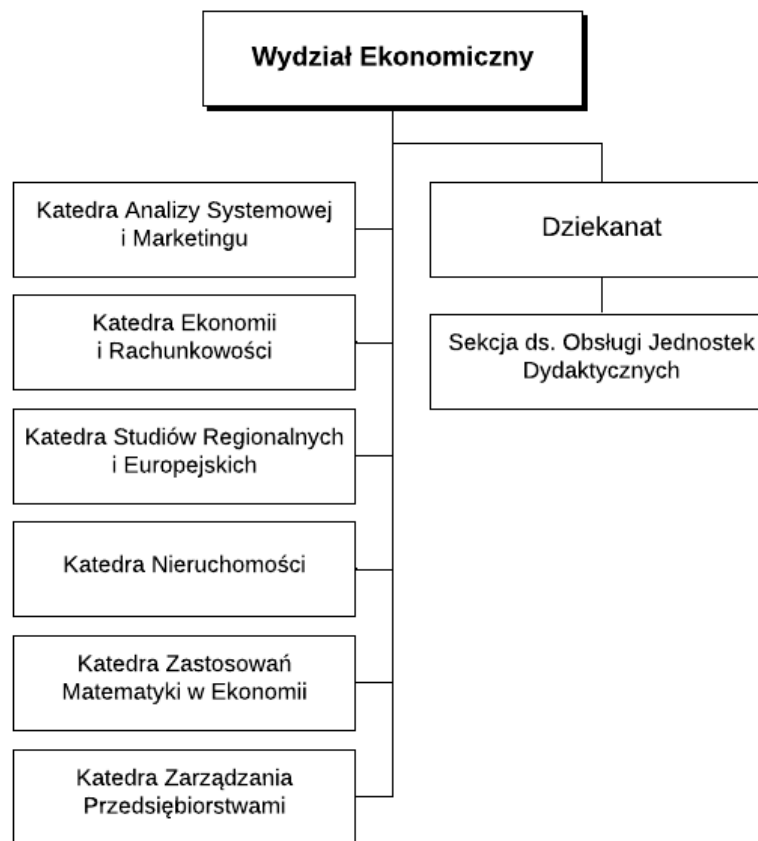 Wydział Ekonomiczny
Katedra Analizy Systemowej
i Marketingu
Dziekanat
Katedra Ekonomii
i Rachunkowości
Sekcja ds. Obsługi Jednostek
Dydaktycznych
Katedra Studiów Regionalnych
i Europejskich
Katedra Nieruchomości
Katedra Zastosowań
Matematyki w Ekonomii
Katedra Zarządzania
Przedsiębiorstwami